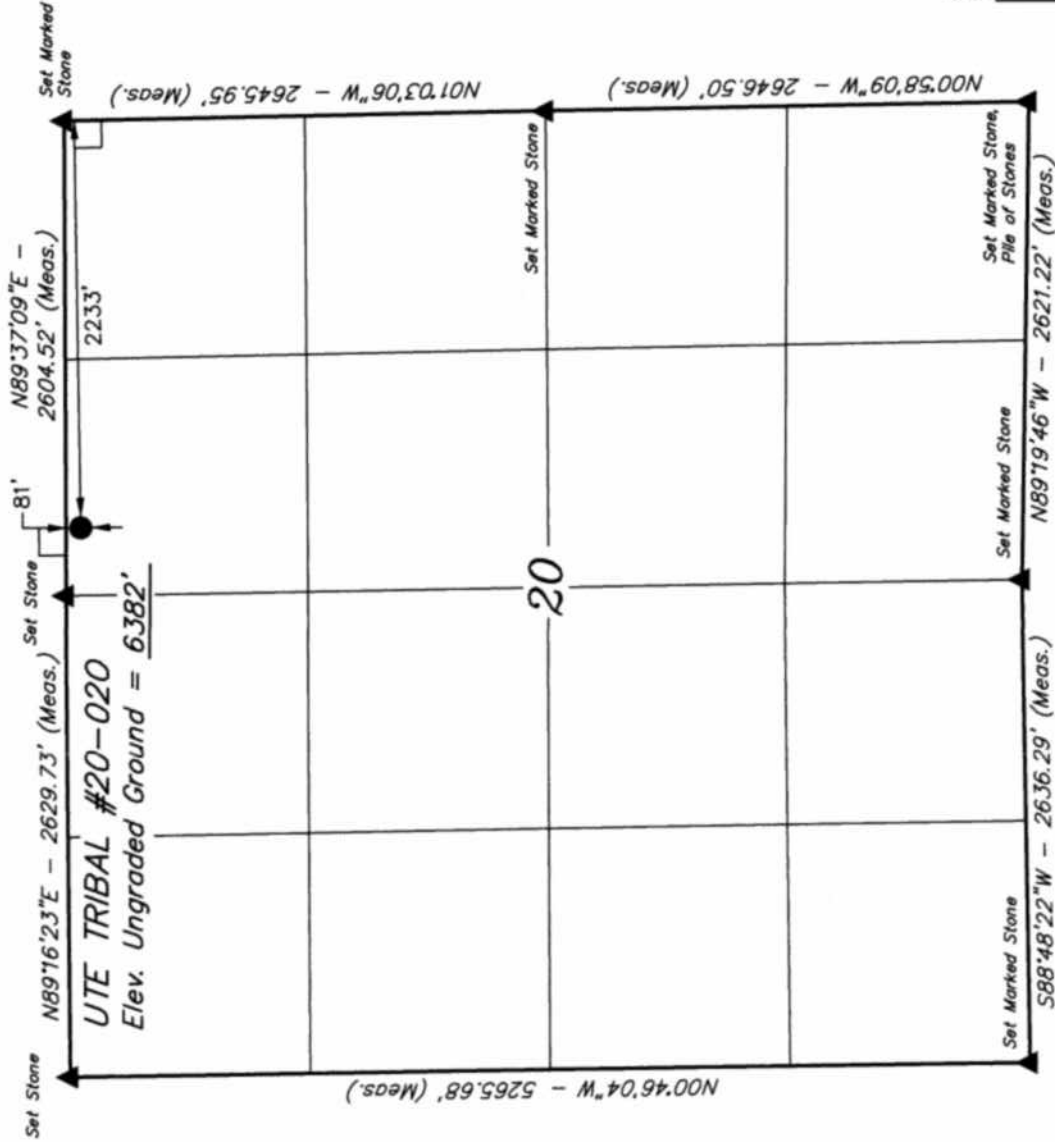 Set Stone
N89°16'23"E - 2629.73' (Meas.)
Set Stone
81'
N89°37'09"E -
2604.52' (Meas.)
Set Marked
Stone
2233'
UTE TRIBAL #20-020
Elev. Ungraded Ground = 6382'
N01°03'06"W - 2645.95' (Meas.)
Set Marked Stone
20
N00°46'04"W - 5265.68' (Meas.)
N00°58'09"W - 2646.50' (Meas.)
Set Marked Stone
Set Marked Stone
Set Marked Stone,
Pile of Stones
S88°48'22"W - 2636.29' (Meas.)
N89°19'46"W - 2621.22' (Meas.)